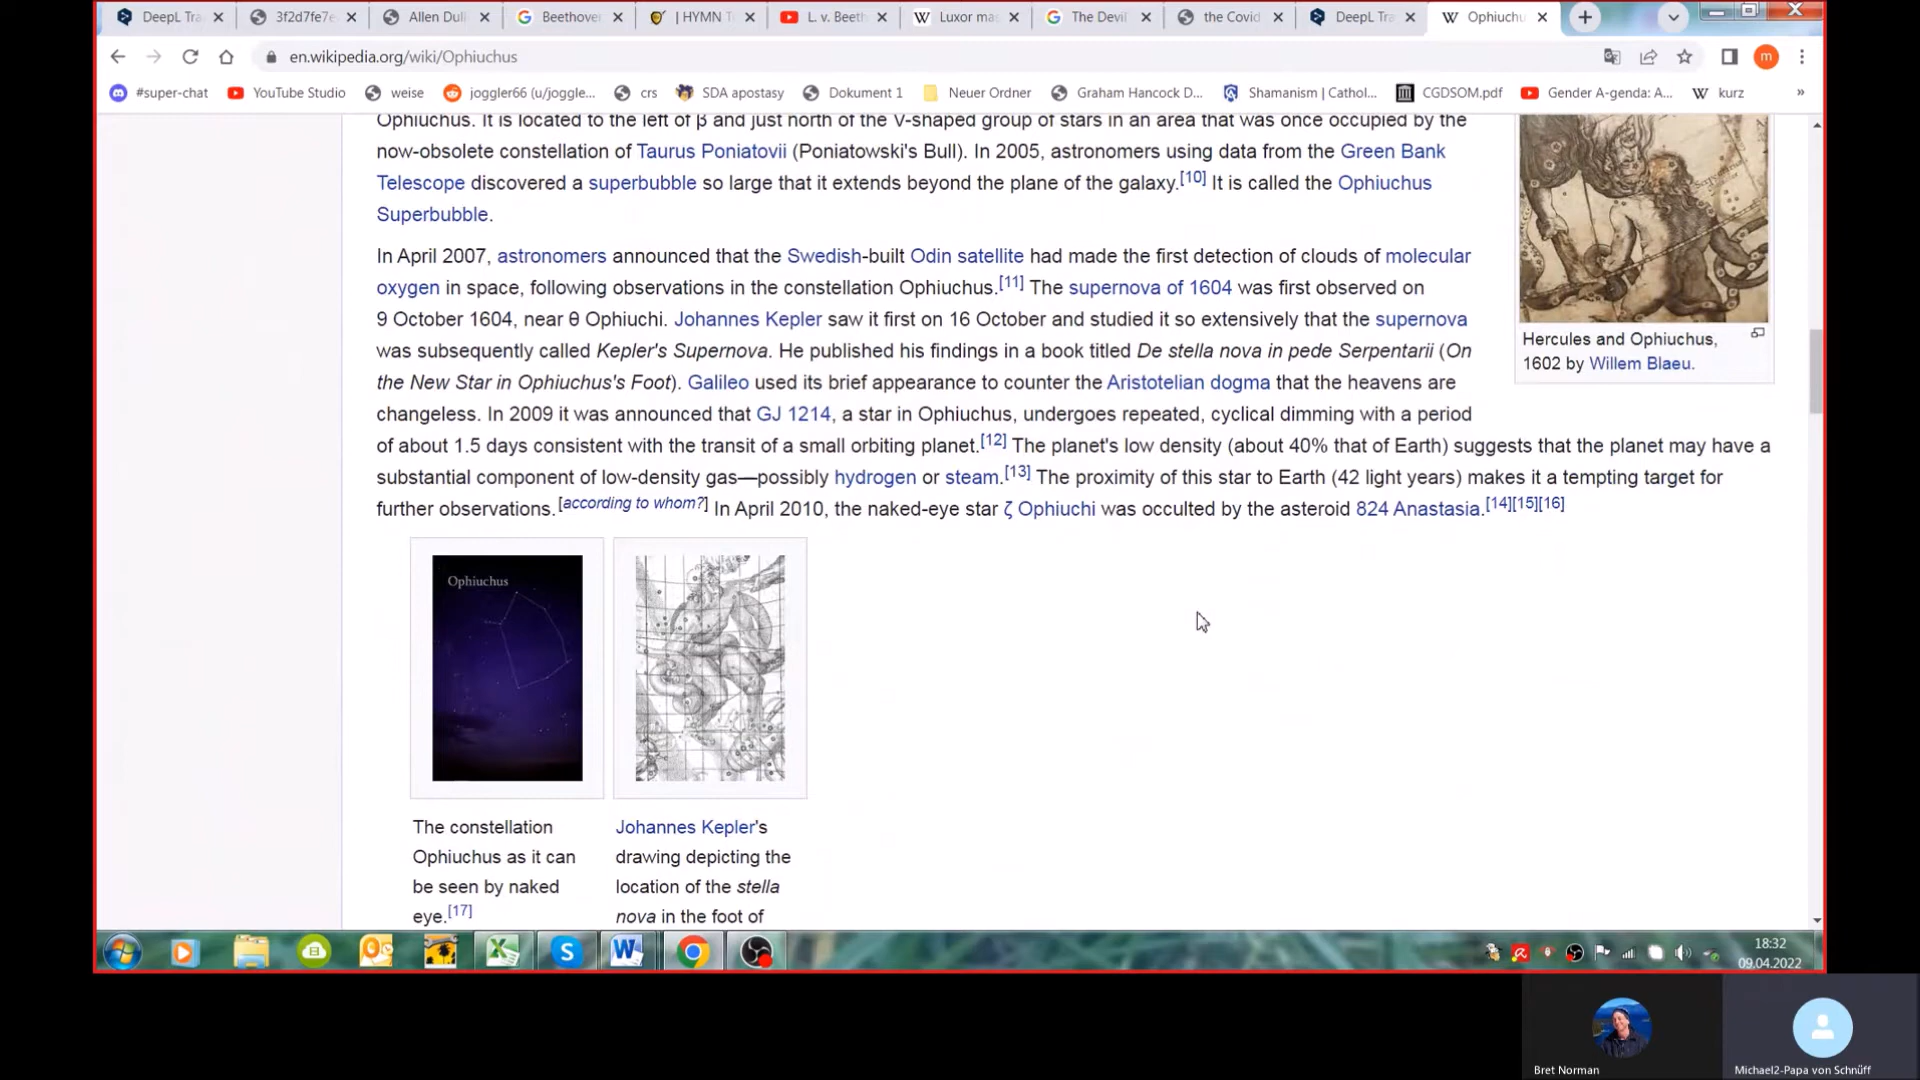 DeepL Tra
3f2d7fe7e
Allen Dull
Beethove
| HYMN T
L. v. Beeth
Luxor mas
The Devil
the Covid
DeepL Tra
Ophiuchu
en.wikipedia.org/wiki/Ophiuchus
m
#super-chat
YouTube Studio
weise
joggler66 (u/joggle...
crs
SDA apostasy
Dokument 1
Neuer Ordner
Graham Hancock D...
Shamanism | Cathol...
CGDSOM.pdf
Gender A-genda: A...
kurz
»
Ophiuchus. It is located to the left of β and just north of the V-shaped group of stars in an area that was once occupied by the
now-obsolete constellation of Taurus Poniatovii (Poniatowski's Bull). In 2005, astronomers using data from the Green Bank
Telescope discovered a superbubble so large that it extends beyond the plane of the galaxy.[10] It is called the Ophiuchus
Superbubble.
In April 2007, astronomers announced that the Swedish-built Odin satellite had made the first detection of clouds of molecular
oxygen in space, following observations in the constellation Ophiuchus.[11] The supernova of 1604 was first observed on
9 October 1604, near θ Ophiuchi. Johannes Kepler saw it first on 16 October and studied it so extensively that the supernova
was subsequently called Kepler's Supernova. He published his findings in a book titled De stella nova in pede Serpentarii (On
the New Star in Ophiuchus's Foot). Galileo used its brief appearance to counter the Aristotelian dogma that the heavens are
changeless. In 2009 it was announced that GJ 1214, a star in Ophiuchus, undergoes repeated, cyclical dimming with a period
of about 1.5 days consistent with the transit of a small orbiting planet.[12] The planet's low density (about 40% that of Earth) suggests that the planet may have a
substantial component of low-density gas—possibly hydrogen or steam.[13] The proximity of this star to Earth (42 light years) makes it a tempting target for
further observations.[according to whom?] In April 2010, the naked-eye star ζ Ophiuchi was occulted by the asteroid 824 Anastasia.[14][15][16]
Hercules and Ophiuchus,
1602 by Willem Blaeu.
Ophiuchus
The constellation
Ophiuchus as it can
be seen by naked
eye.[17]
Johannes Kepler's
drawing depicting the
location of the stella
nova in the foot of
18:32
09.04.2022
Bret Norman
Michael2-Papa von Schnüff